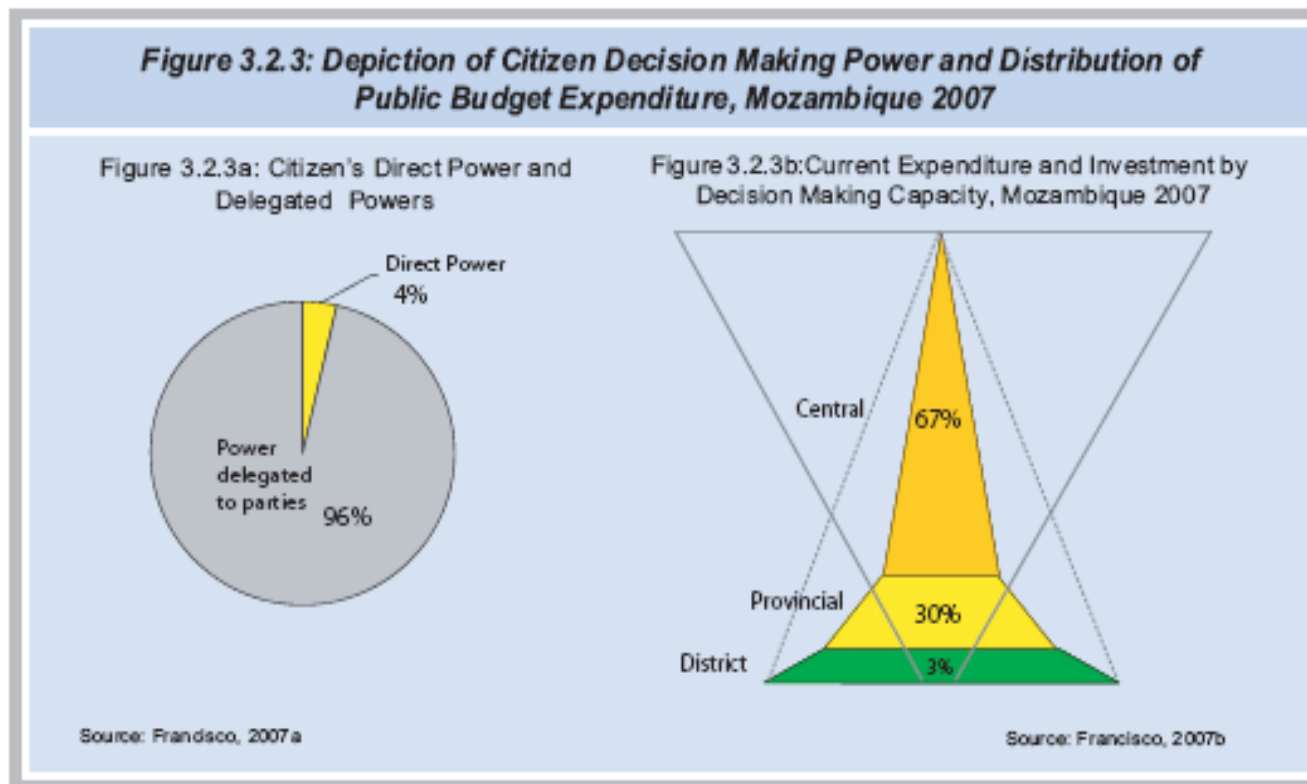 Figure 3.2.3: Depiction of Citizen Decision Making Power and Distribution of
Public Budget Expenditure, Mozambique 2007
Figure 3.2.3a: Citizen's Direct Power and
Delegated Powers
Direct Power
4%
Power
delegated
to parties
96%
Source: Francisco, 2007a
Figure 3.2.3b:Current Expenditure and Investment by
Decision Making Capacity, Mozambique 2007
Central
67%
Provincial
30%
District
3%
Source: Francisco, 2007b